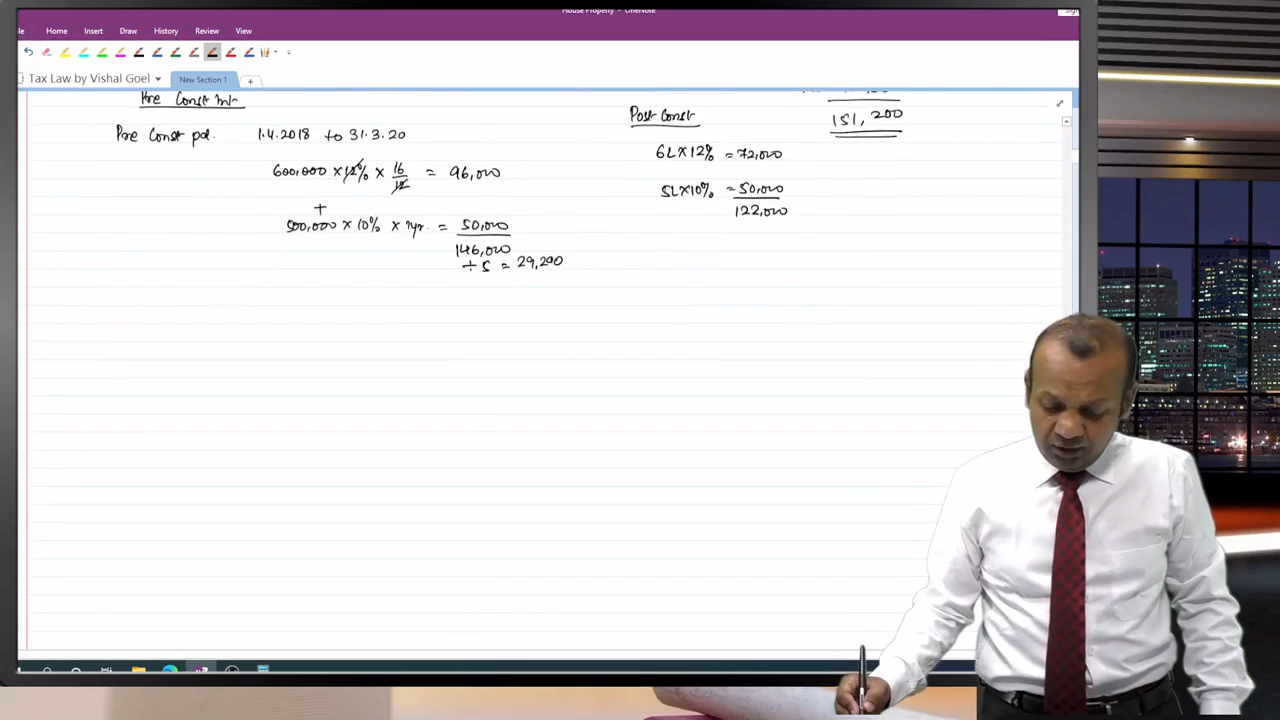 House Property - OneNote
Home Insert Draw History Review View
Tax Law by Vishal Goel
New Section 1
Pre Const Int
Pre Const pd. 1.4.2018 to 31.3.20
600,000 × 12% × 16/12 = 96,000
+
500,000 × 10% × 1yr. = 50,000
146,000
÷ 5 = 29,200
151,200
Post Const
6L × 12% = 72,000
5L × 10% = 50,000
122,000